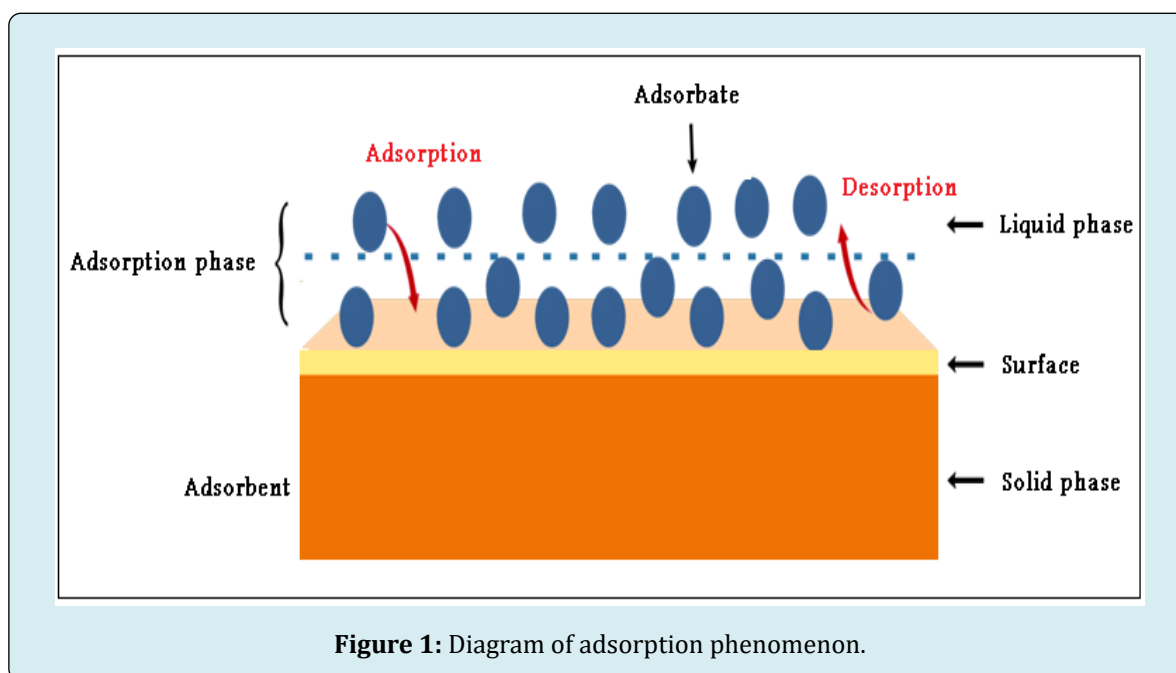 Adsorbate
Adsorption
Desorption
Liquid phase
Adsorption phase
Surface
Adsorbent
Solid phase
Figure 1: Diagram of adsorption phenomenon.